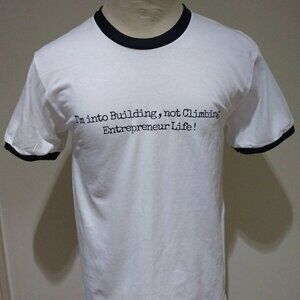 I'm into Building, not Climbing
Entrepreneur Life!